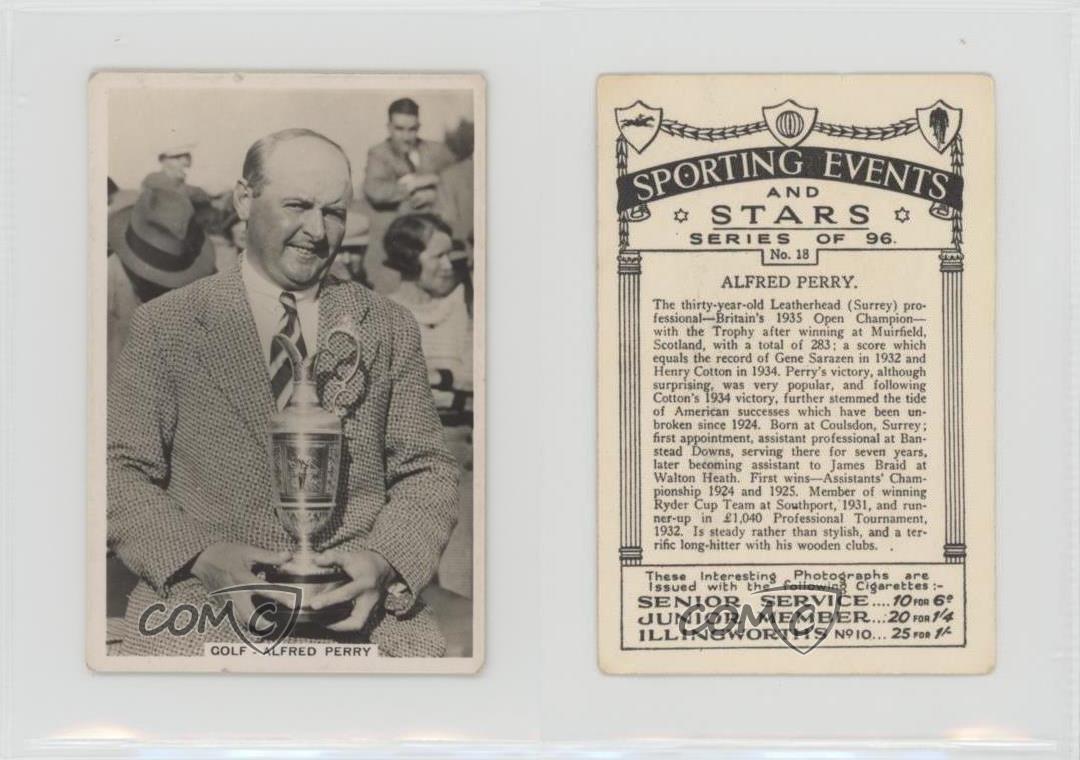 GOLF - ALFRED PERRY
COMC
SPORTING EVENTS
AND
STARS
SERIES OF 96.
No. 18
ALFRED PERRY.
The thirty-year-old Leatherhead (Surrey) pro-
fessional—Britain's 1935 Open Champion—
with the Trophy after winning at Muirfield,
Scotland, with a total of 283; a score which
equals the record of Gene Sarazen in 1932 and
Henry Cotton in 1934. Perry's victory, although
surprising, was very popular, and following
Cotton's 1934 victory, further stemmed the tide
of American successes which have been un-
broken since 1924. Born at Coulsdon, Surrey;
first appointment, assistant professional at Ban-
stead Downs, serving there for seven years,
later becoming assistant to James Braid at
Walton Heath. First wins—Assistants' Cham-
pionship 1924 and 1925. Member of winning
Ryder Cup Team at Southport, 1931, and run-
ner-up in £1,040 Professional Tournament,
1932. Is steady rather than stylish, and a ter-
rific long-hitter with his wooden clubs.
These Interesting Photographs are
Issued with the following Cigarettes:-
SENIOR SERVICE....10 FOR 6D
JUNIOR MEMBER...20 FOR 1/4
ILLINGWORTH'S No 10...25 FOR 1/-
COMC